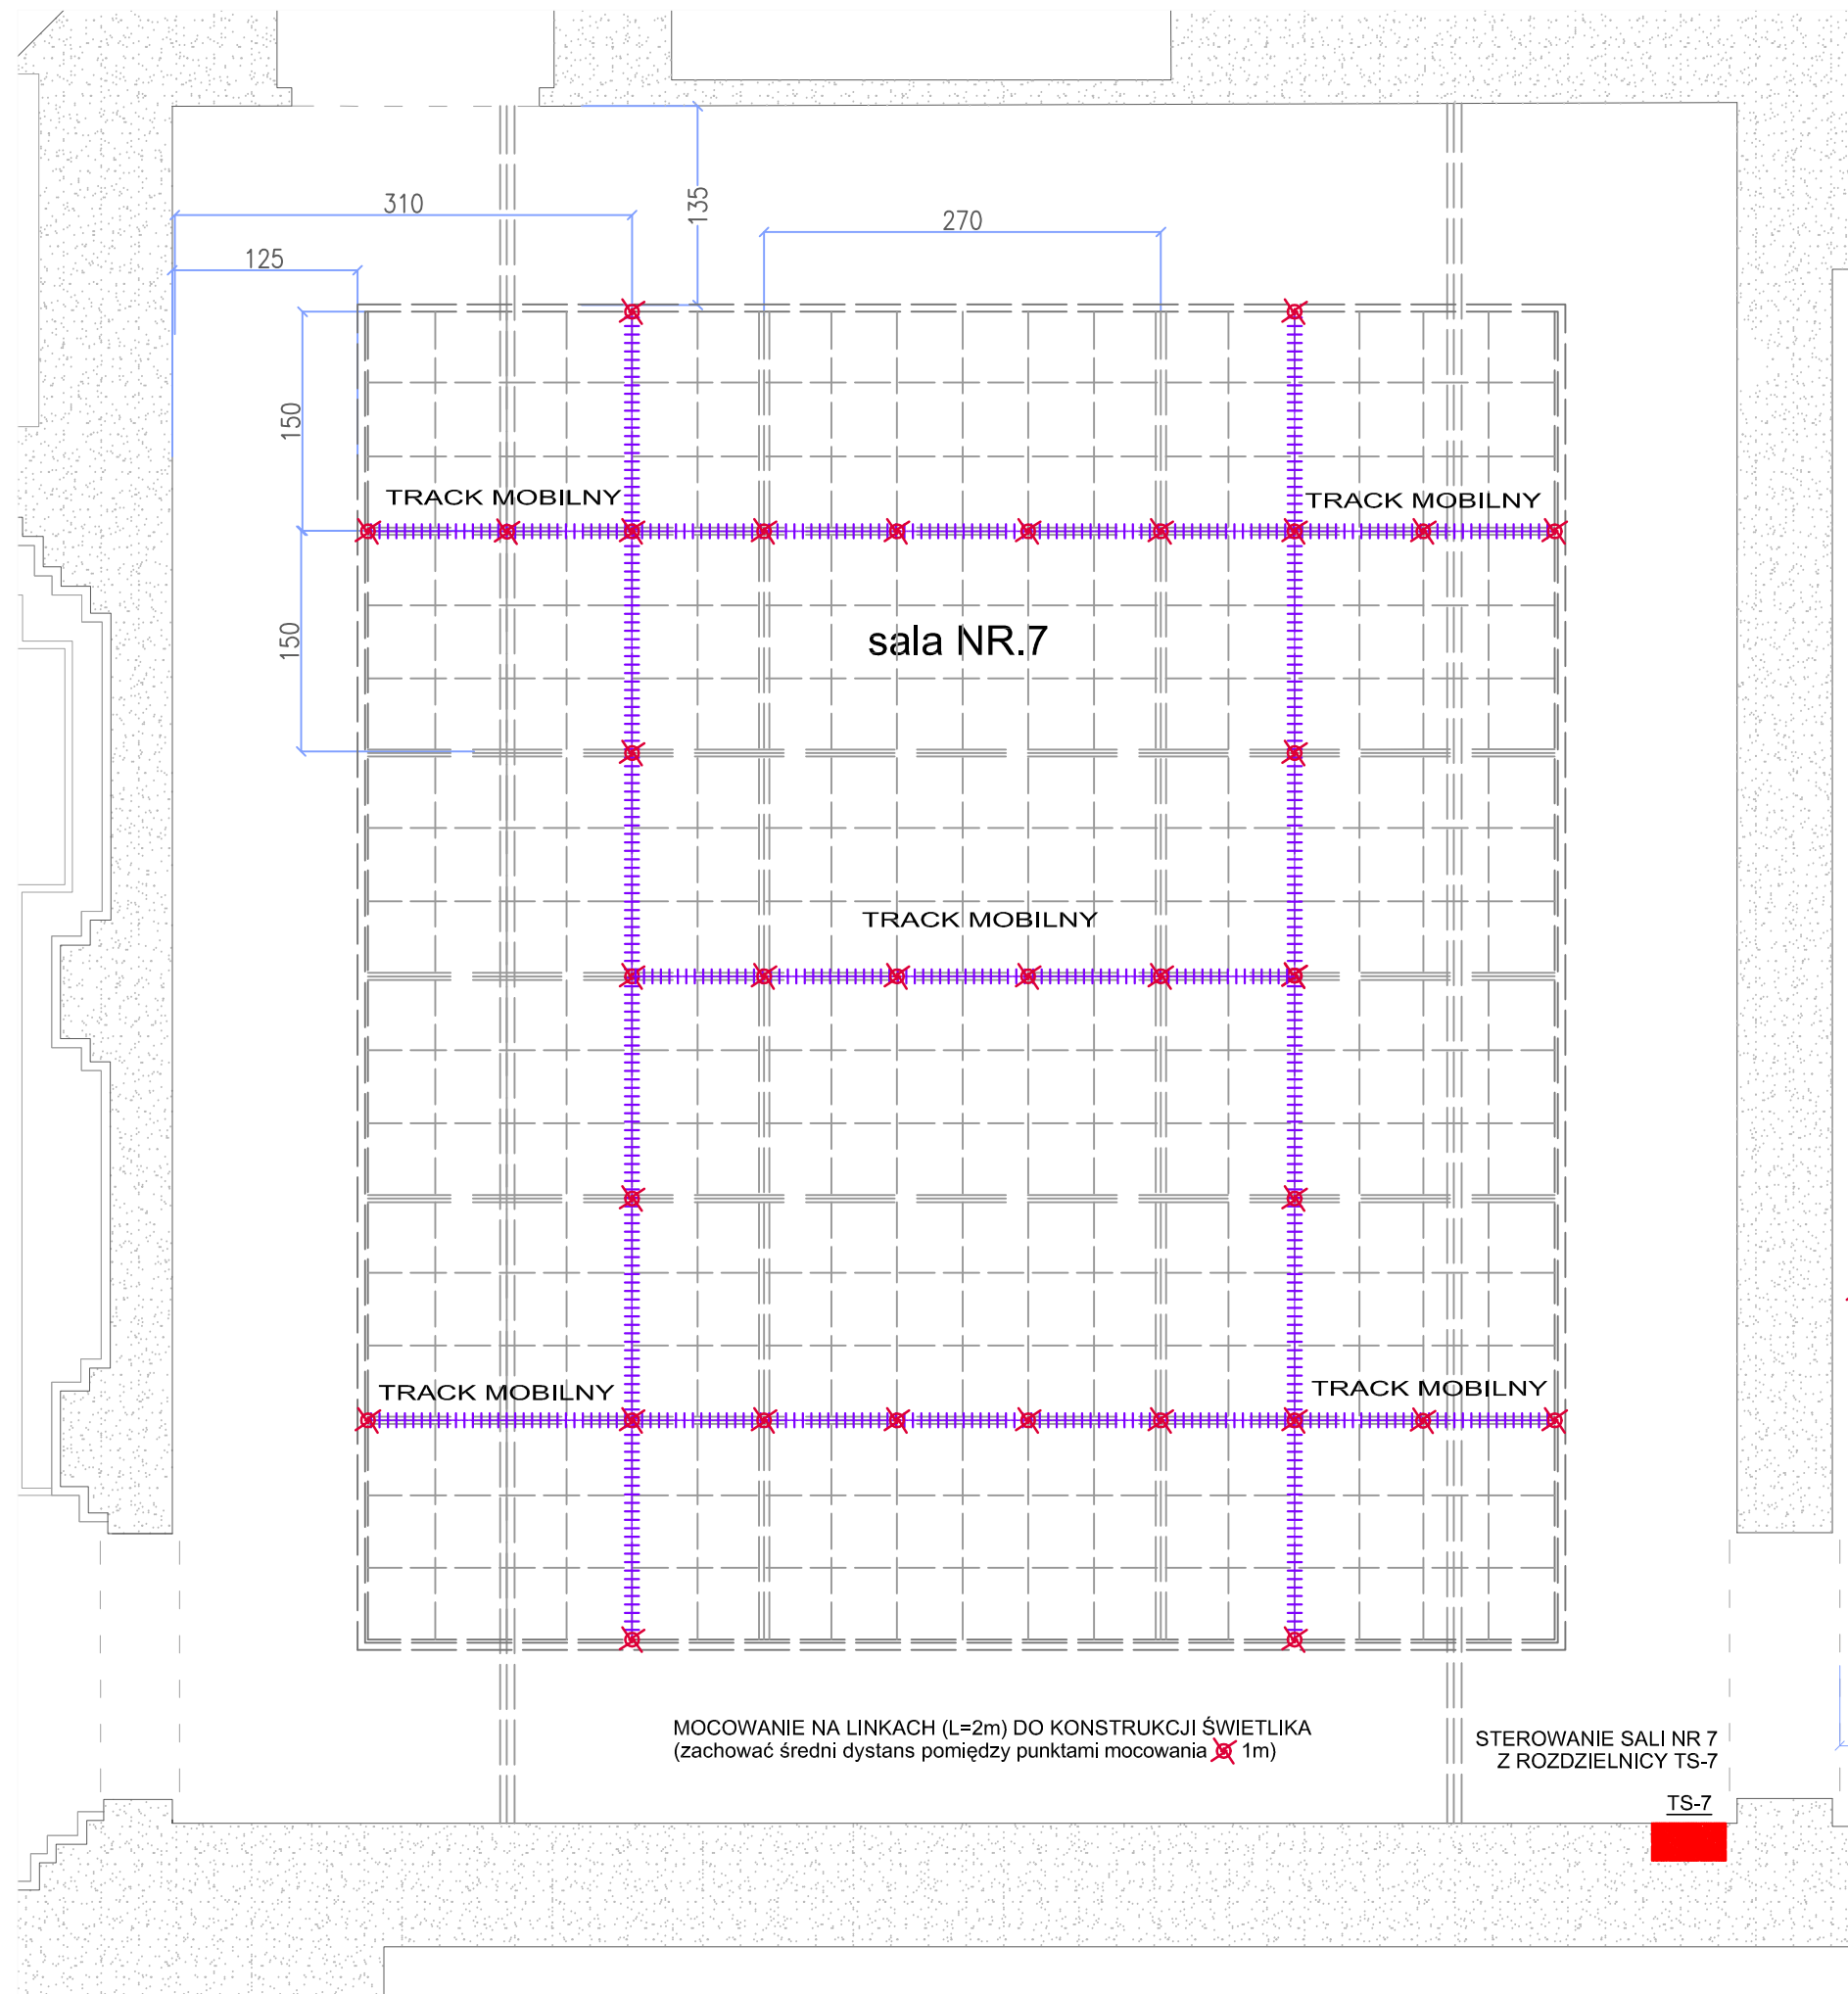 310
135
270
125
150
TRACK MOBILNY
TRACK MOBILNY
150
sala NR.7
TRACK MOBILNY
TRACK MOBILNY
TRACK MOBILNY
MOCOWANIE NA LINKACH (L=2m) DO KONSTRUKCJI ŚWIETLIKA
(zachować średni dystans pomiędzy punktami mocowania 1m)
STEROWANIE SALI NR 7
Z ROZDZIELNICY TS-7
TS-7